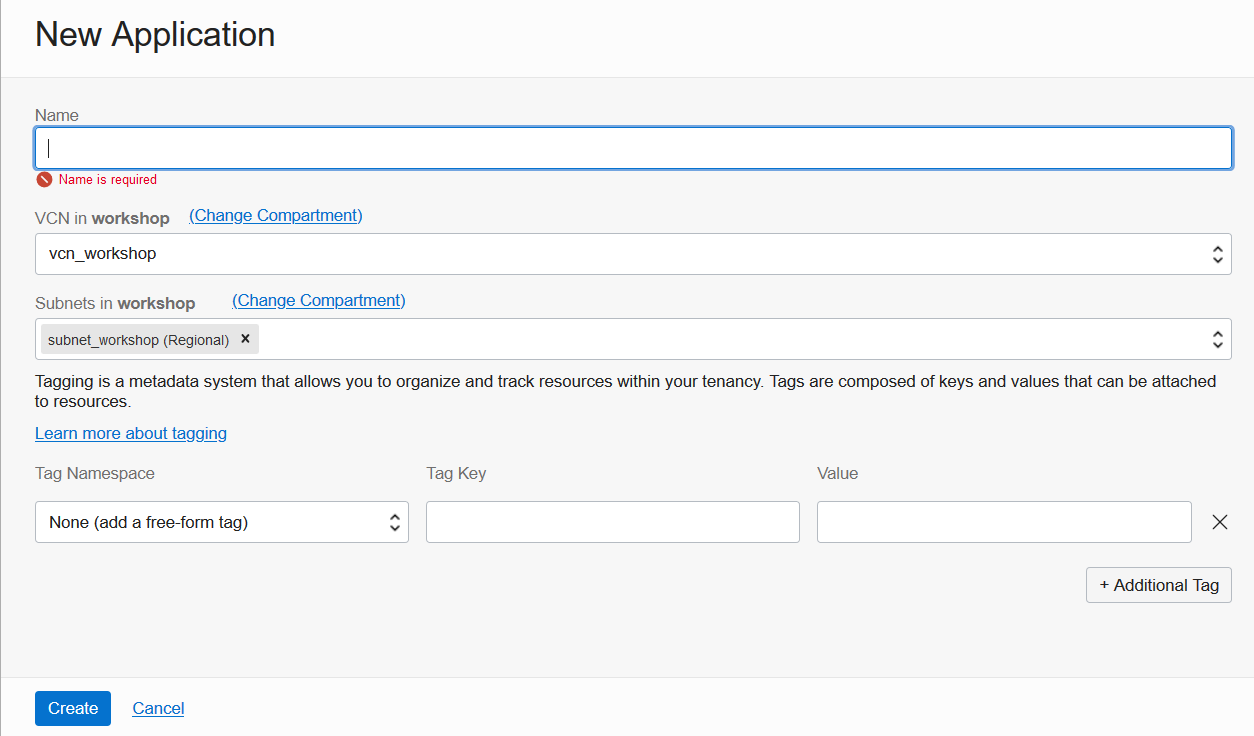 New Application
Name
Name is required
VCN in workshop (Change Compartment)
vcn_workshop
Subnets in workshop (Change Compartment)
subnet_workshop (Regional) ×
Tagging is a metadata system that allows you to organize and track resources within your tenancy. Tags are composed of keys and values that can be attached
to resources.
Learn more about tagging
Tag Namespace Tag Key Value
None (add a free-form tag)
+ Additional Tag
Create Cancel